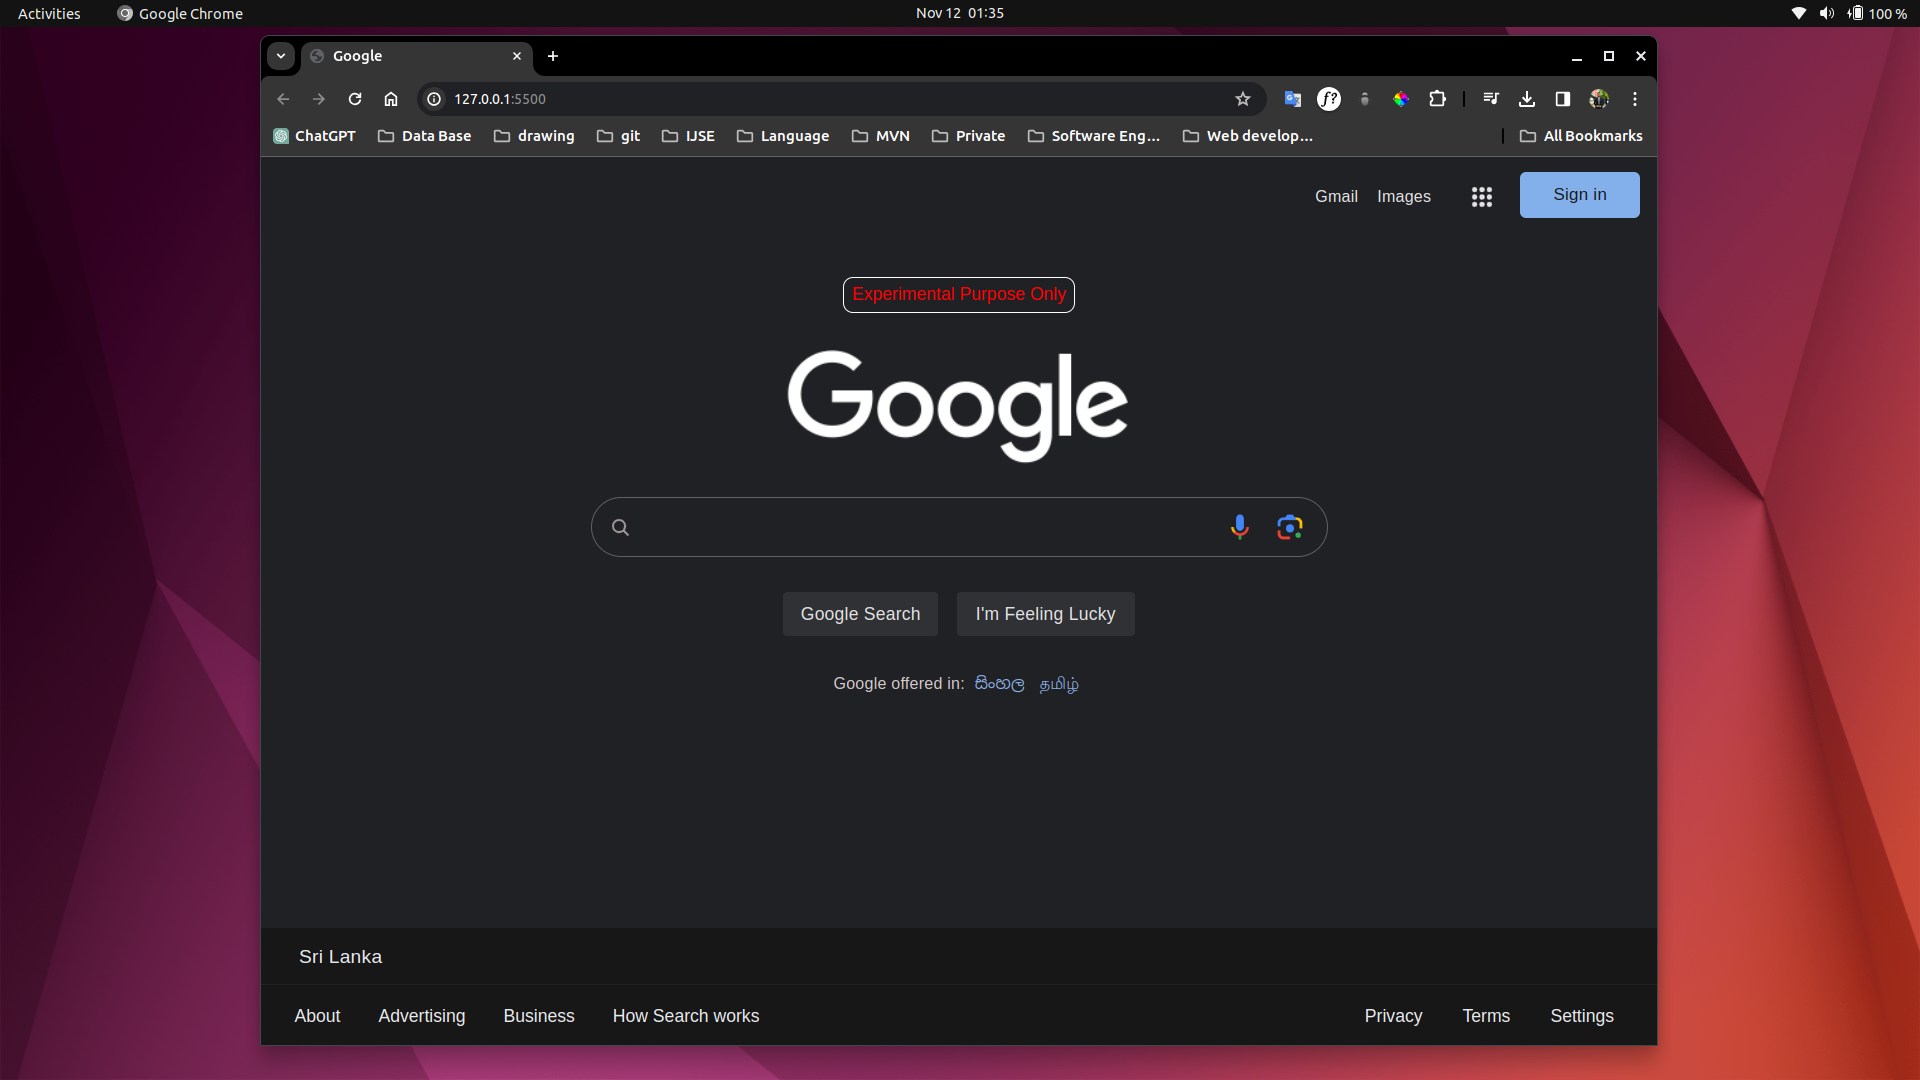 Activities Google Chrome Nov 12 01:35 100 %
Google
127.0.0.1:5500
ChatGPT Data Base drawing git IJSE Language MVN Private Software Eng... Web develop... All Bookmarks
Gmail Images Sign in
Experimental Purpose Only
Google
Google Search I'm Feeling Lucky
Google offered in: සිංහල தமிழ்
Sri Lanka
About Advertising Business How Search works Privacy Terms Settings